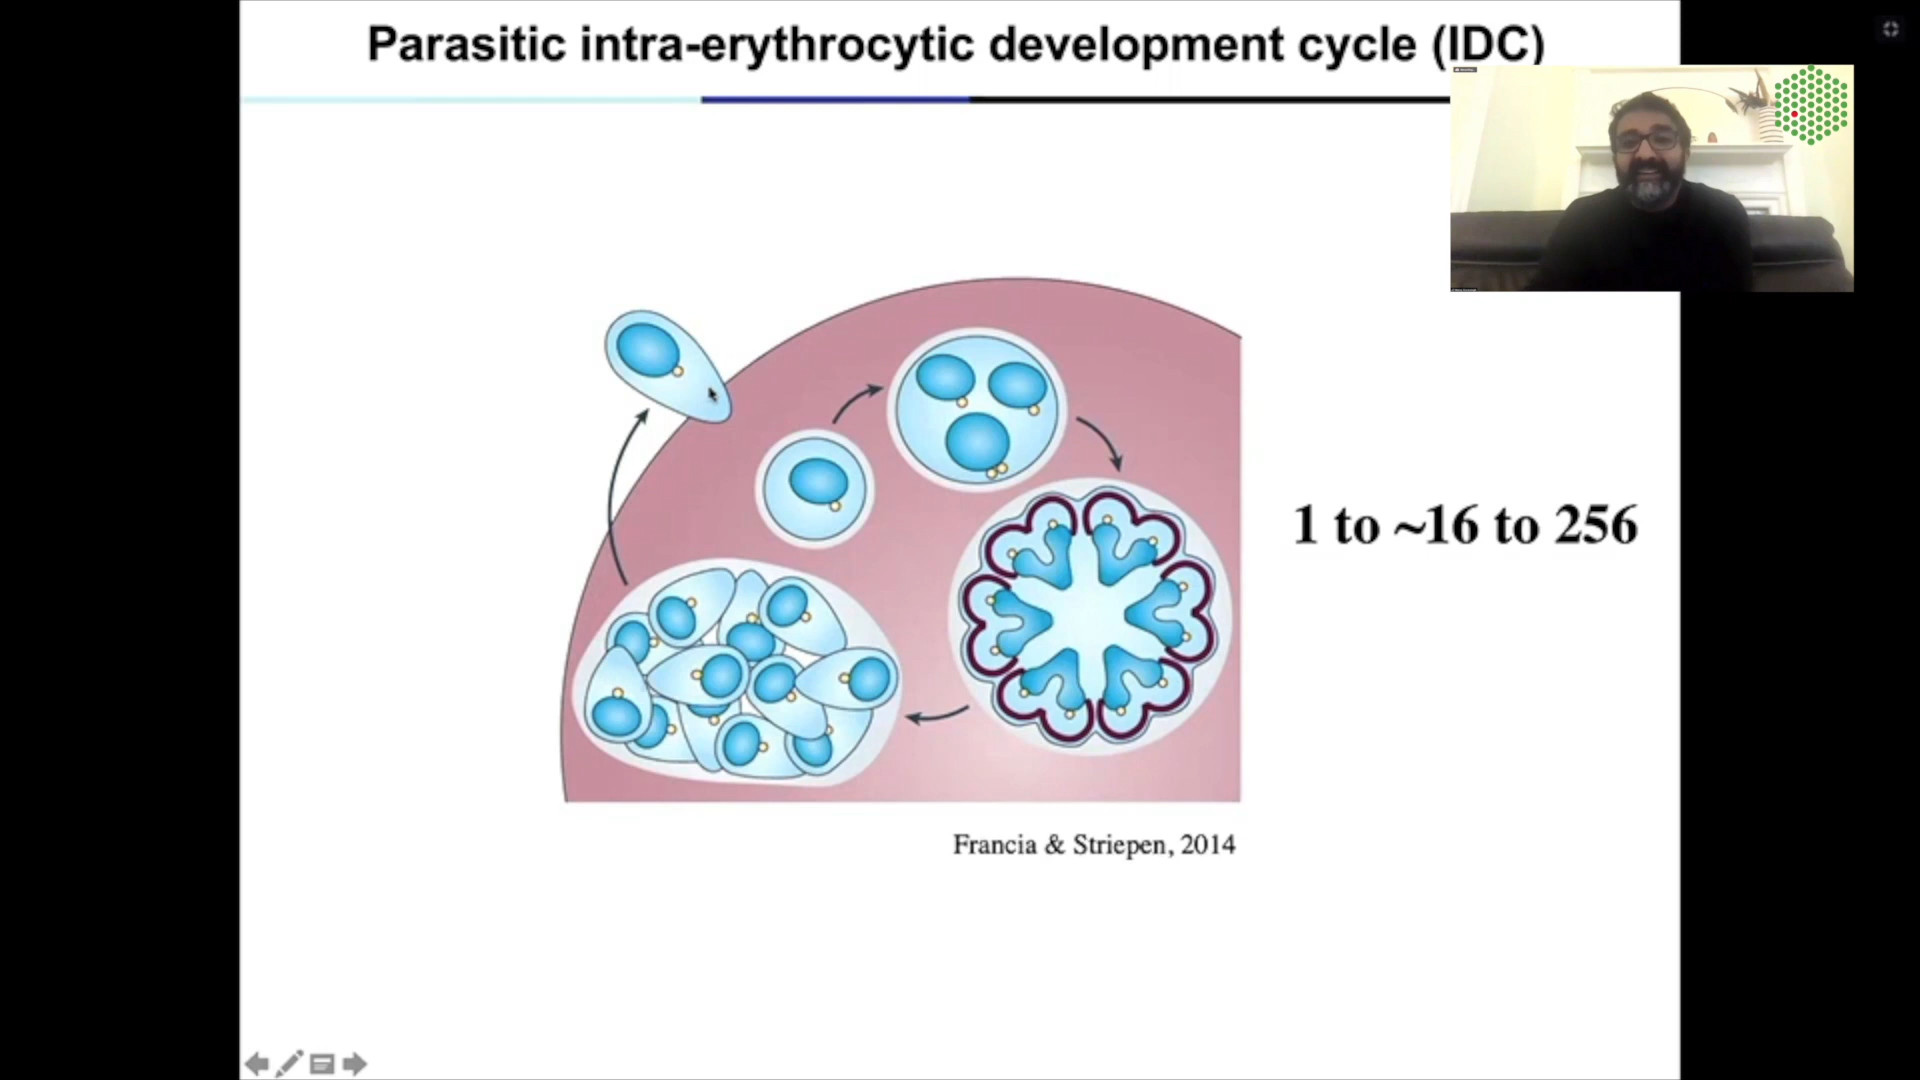 Parasitic intra-erythrocytic development cycle (IDC)
1 to ~16 to 256
Francia & Striepen, 2014